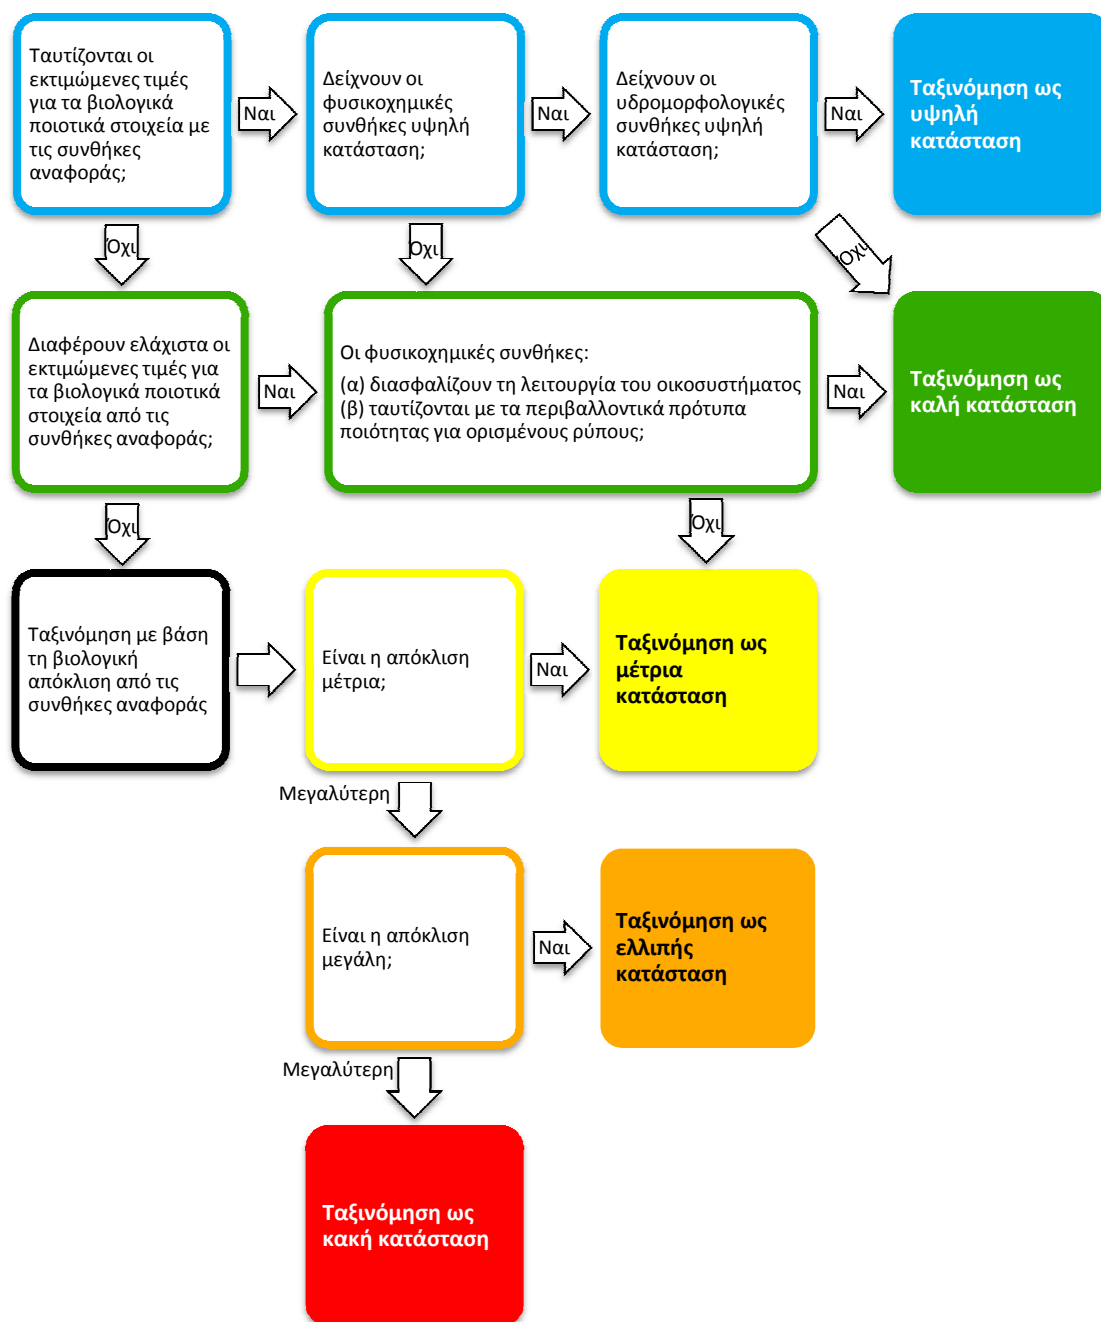 Ταυτίζονται οι
εκτιμώμενες τιμές
για τα βιολογικά
ποιοτικά στοιχεία με
τις συνθήκες
αναφοράς;
Ναι
Δείχνουν οι
φυσικοχημικές
συνθήκες υψηλή
κατάσταση;
Ναι
Δείχνουν οι
υδρομορφολογικές
συνθήκες υψηλή
κατάσταση;
Ναι
Ταξινόμηση ως
υψηλή
κατάσταση
Όχι
Όχι
Όχι
Διαφέρουν ελάχιστα οι
εκτιμώμενες τιμές για
τα βιολογικά ποιοτικά
στοιχεία από τις
συνθήκες αναφοράς;
Ναι
Οι φυσικοχημικές συνθήκες:
(α) διασφαλίζουν τη λειτουργία του οικοσυστήματος
(β) ταυτίζονται με τα περιβαλλοντικά πρότυπα
ποιότητας για ορισμένους ρύπους;
Ναι
Ταξινόμηση ως
καλή κατάσταση
Όχι
Όχι
Ταξινόμηση με βάση
τη βιολογική
απόκλιση από τις
συνθήκες αναφοράς
Είναι η απόκλιση
μέτρια;
Ναι
Ταξινόμηση ως
μέτρια
κατάσταση
Μεγαλύτερη
Είναι η απόκλιση
μεγάλη;
Ναι
Ταξινόμηση ως
ελλιπής
κατάσταση
Μεγαλύτερη
Ταξινόμηση ως
κακή κατάσταση